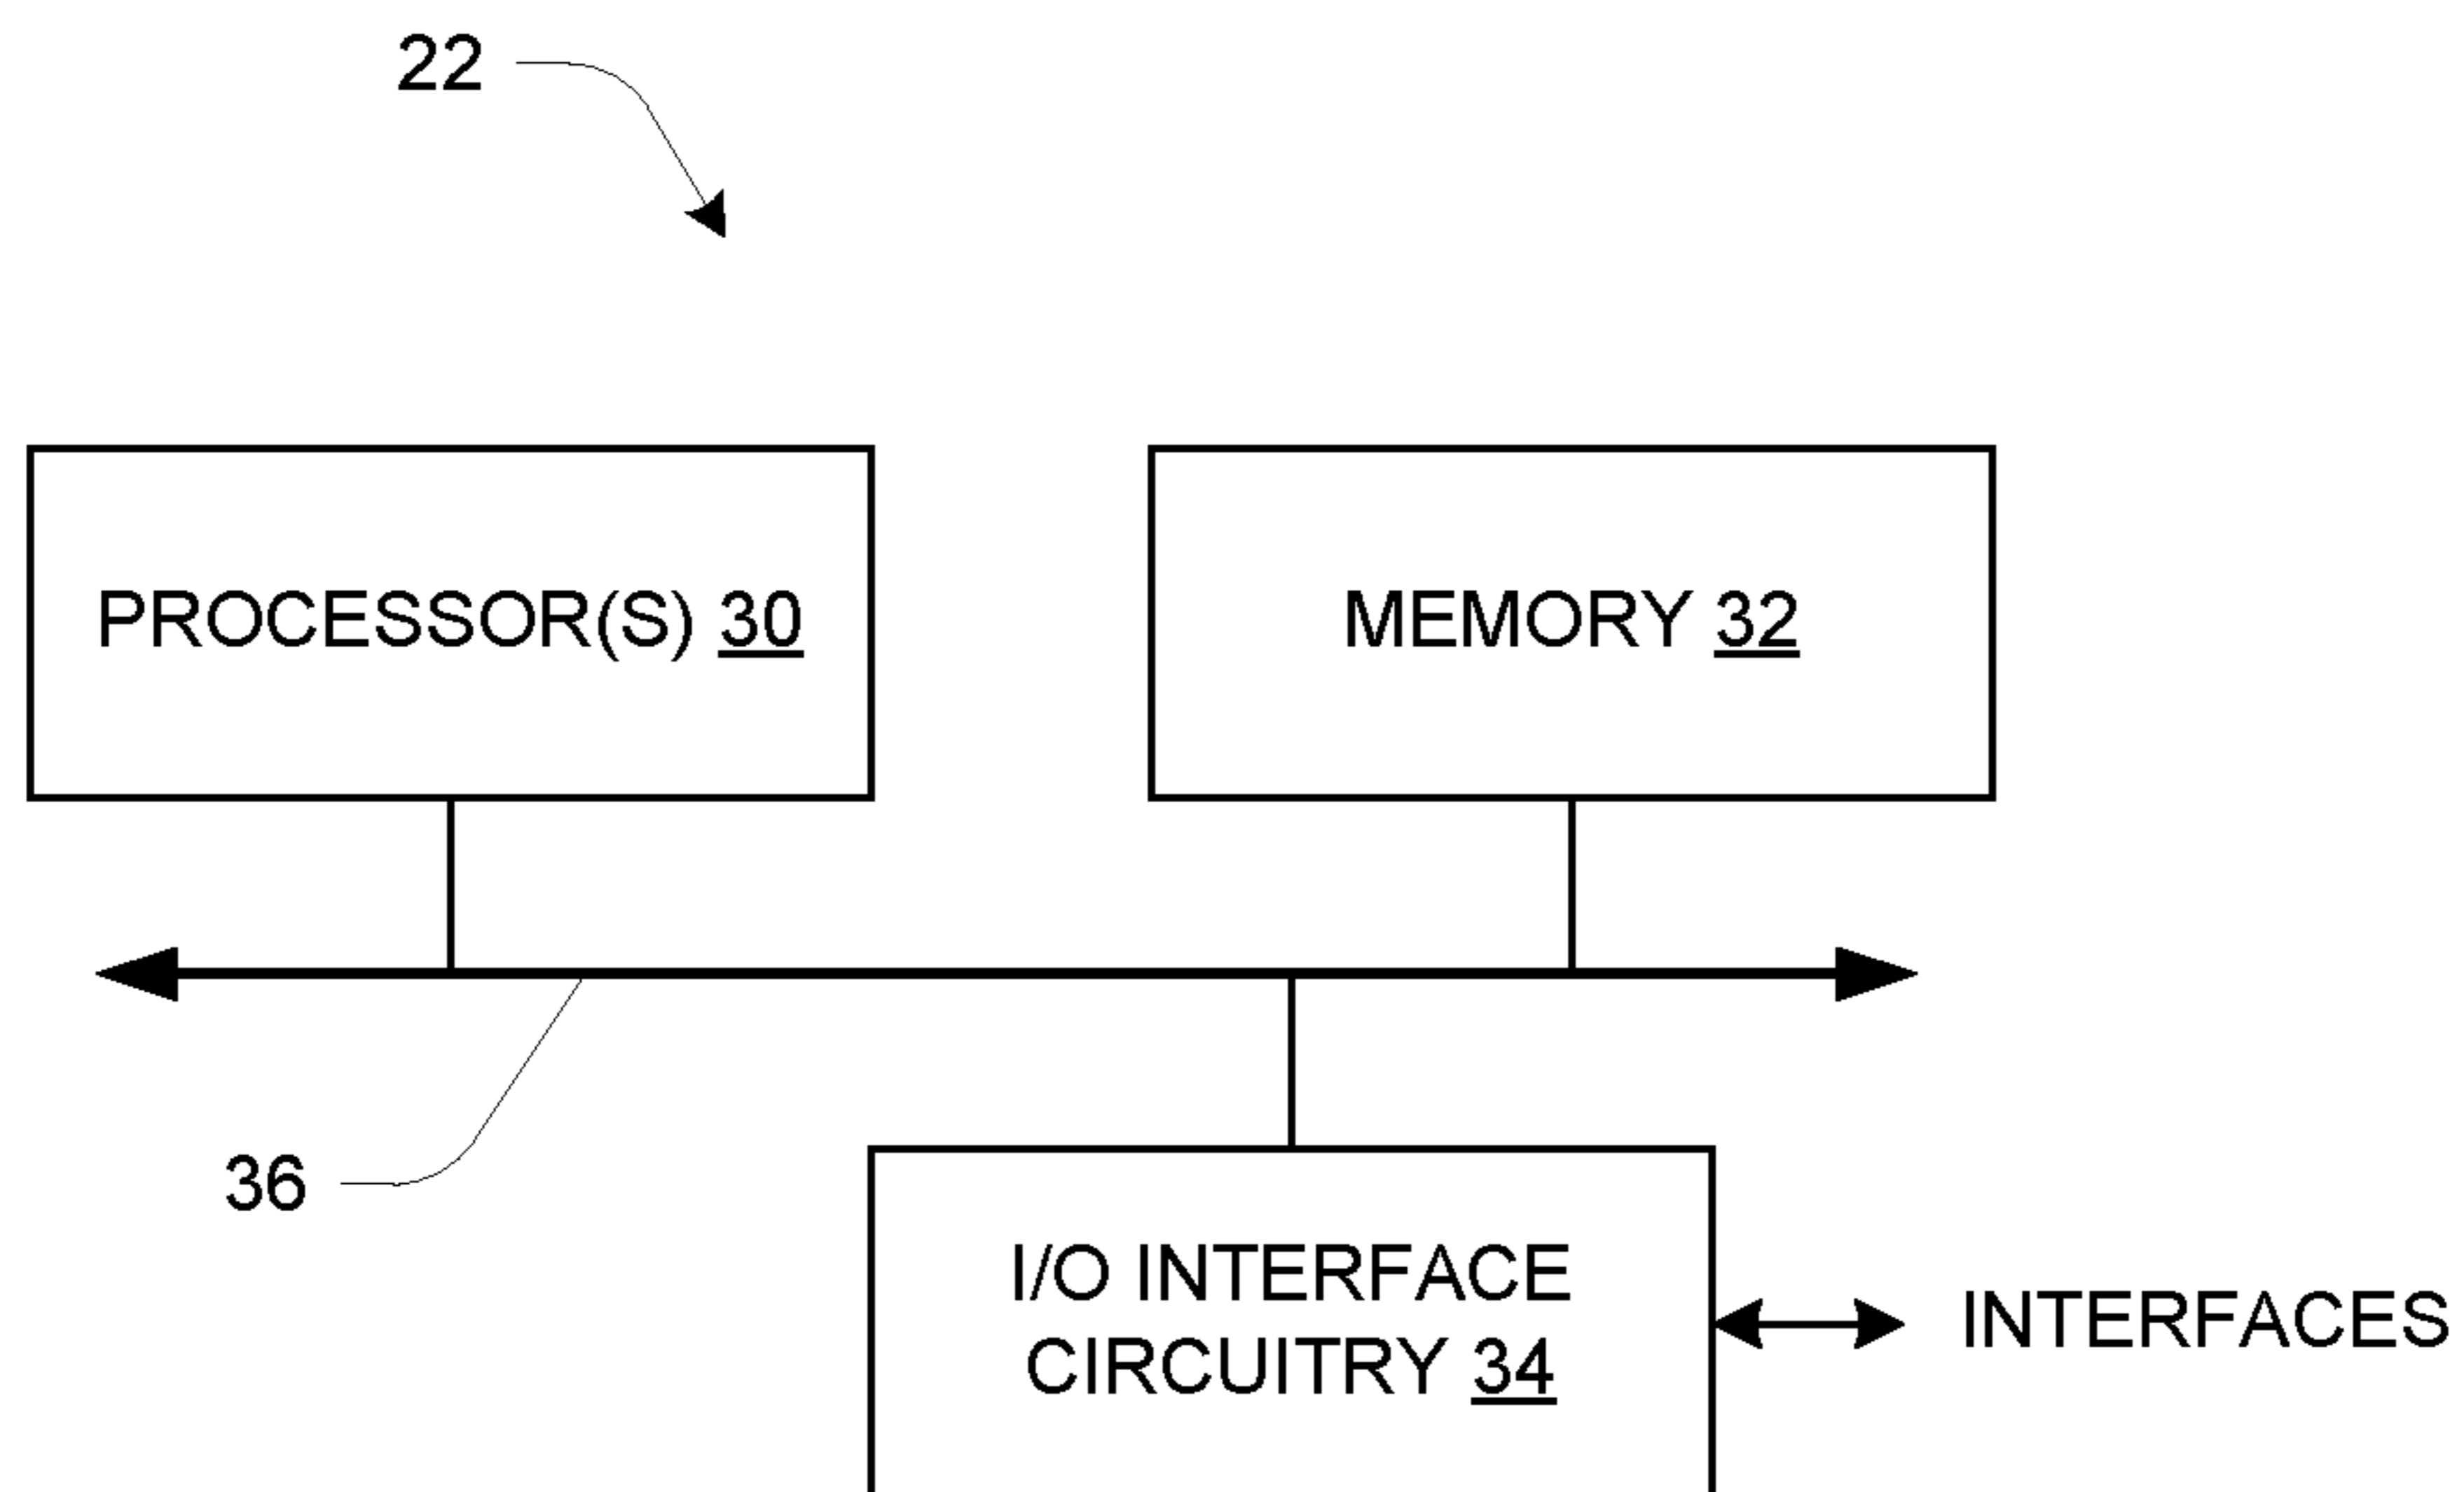 22
PROCESSOR(S) 30
MEMORY 32
36
I/O INTERFACE
CIRCUITRY 34
INTERFACES